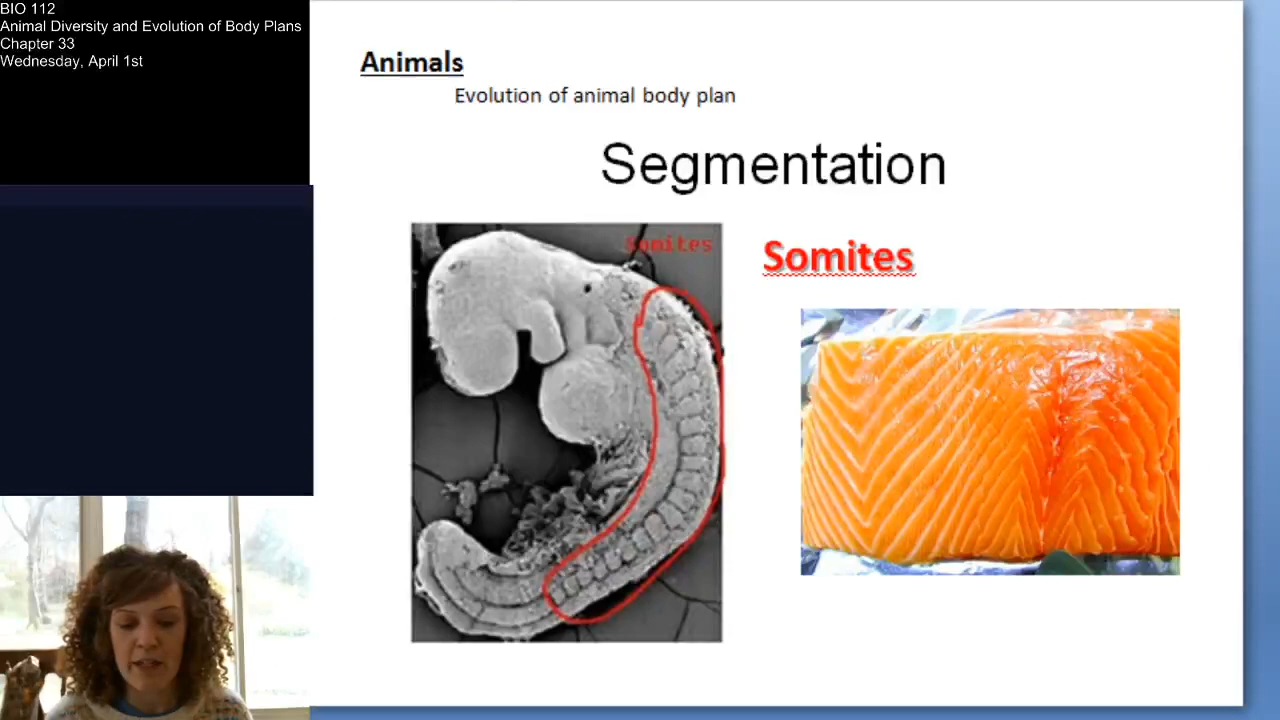 BIO 112
Animal Diversity and Evolution of Body Plans
Chapter 33
Wednesday, April 1st
Animals
Evolution of animal body plan
Segmentation
Somites
Somites